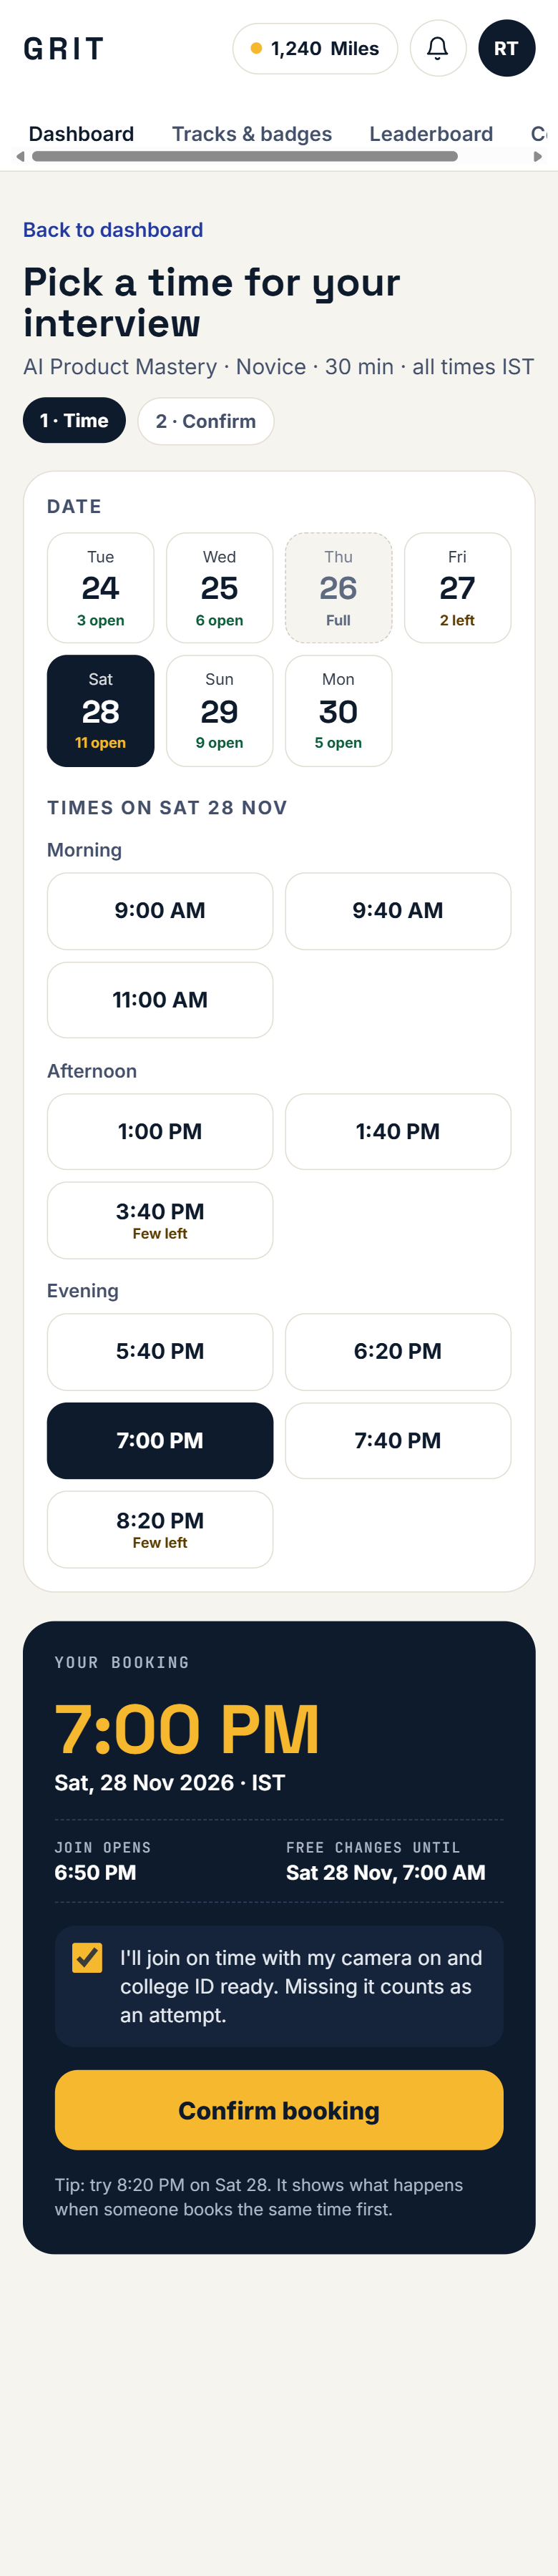 GRIT
1,240 Miles
RT
Dashboard Tracks & badges Leaderboard
Back to dashboard
Pick a time for your
interview
AI Product Mastery · Novice · 30 min · all times IST
1 · Time
2 · Confirm
DATE
Tue
24
3 open
Wed
25
6 open
Thu
26
Full
Fri
27
2 left
Sat
28
11 open
Sun
29
9 open
Mon
30
5 open
TIMES ON SAT 28 NOV
Morning
9:00 AM
9:40 AM
11:00 AM
Afternoon
1:00 PM
1:40 PM
3:40 PM
Few left
Evening
5:40 PM
6:20 PM
7:00 PM
7:40 PM
8:20 PM
Few left
YOUR BOOKING
7:00 PM
Sat, 28 Nov 2026 · IST
JOIN OPENS
6:50 PM
FREE CHANGES UNTIL
Sat 28 Nov, 7:00 AM
I'll join on time with my camera on and
college ID ready. Missing it counts as
an attempt.
Confirm booking
Tip: try 8:20 PM on Sat 28. It shows what happens
when someone books the same time first.